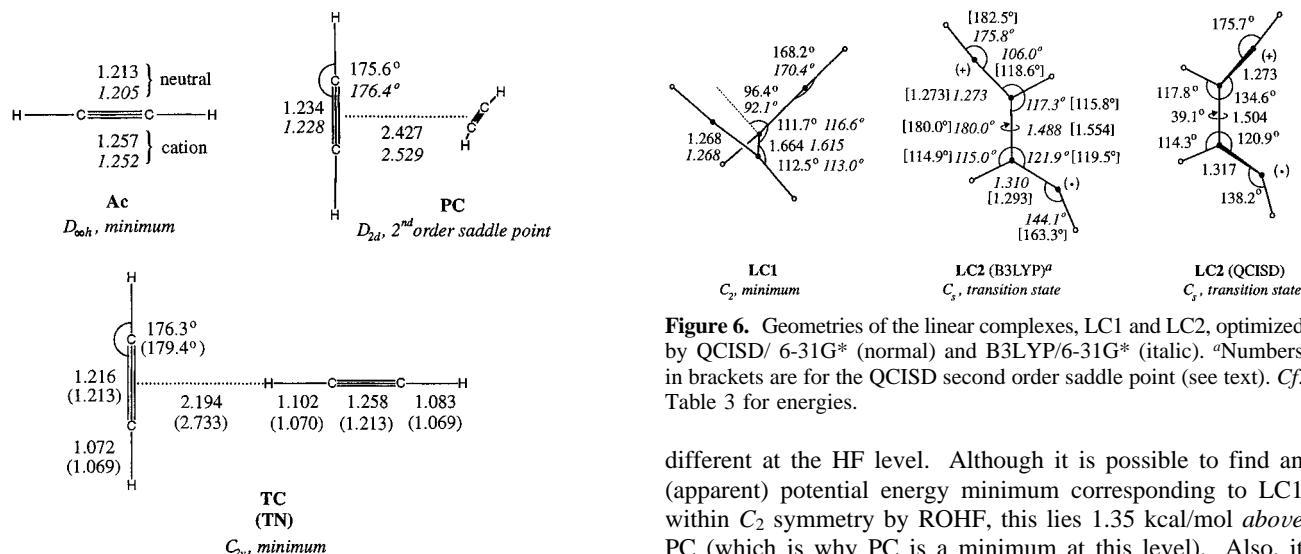 H C C H
1.213
1.205
} neutral
1.257
1.252
} cation
Ac
D∞h, minimum
H
C
C
H
175.6°
176.4°
1.234
1.228
2.427
2.529
H
C
C
H
PC
D2d, 2nd order saddle point
H
C
C
H
176.3°
(179.4°)
1.216
(1.213)
2.194
(2.733)
H C C H
1.102
(1.070)
1.258
(1.213)
1.083
(1.069)
1.072
(1.069)
TC
(TN)
C2v, minimum
168.2°
170.4°
96.4°
92.1°
111.7° 116.6°
1.268
1.268
1.664 1.615
112.5° 113.0°
LC1
C2, minimum
[182.5°]
175.8°
106.0°
[118.6°]
(+)
[1.273] 1.273
117.3° [115.8°]
[180.0°] 180.0°
1.488 [1.554]
[114.9°] 115.0°
121.9° [119.5°]
1.310
[1.293]
(•)
144.1°
[163.3°]
LC2 (B3LYP)a
Cs, transition state
175.7°
(+)
1.273
117.8°
134.6°
39.1°
1.504
114.3°
120.9°
1.317
(•)
138.2°
LC2 (QCISD)
Cs, transition state
Figure 6. Geometries of the linear complexes, LC1 and LC2, optimized
by QCISD/ 6-31G* (normal) and B3LYP/6-31G* (italic). aNumbers
in brackets are for the QCISD second order saddle point (see text). Cf.
Table 3 for energies.
different at the HF level. Although it is possible to find an
(apparent) potential energy minimum corresponding to LC1
within C2 symmetry by ROHF, this lies 1.35 kcal/mol above
PC (which is why PC is a minimum at this level). Also, it